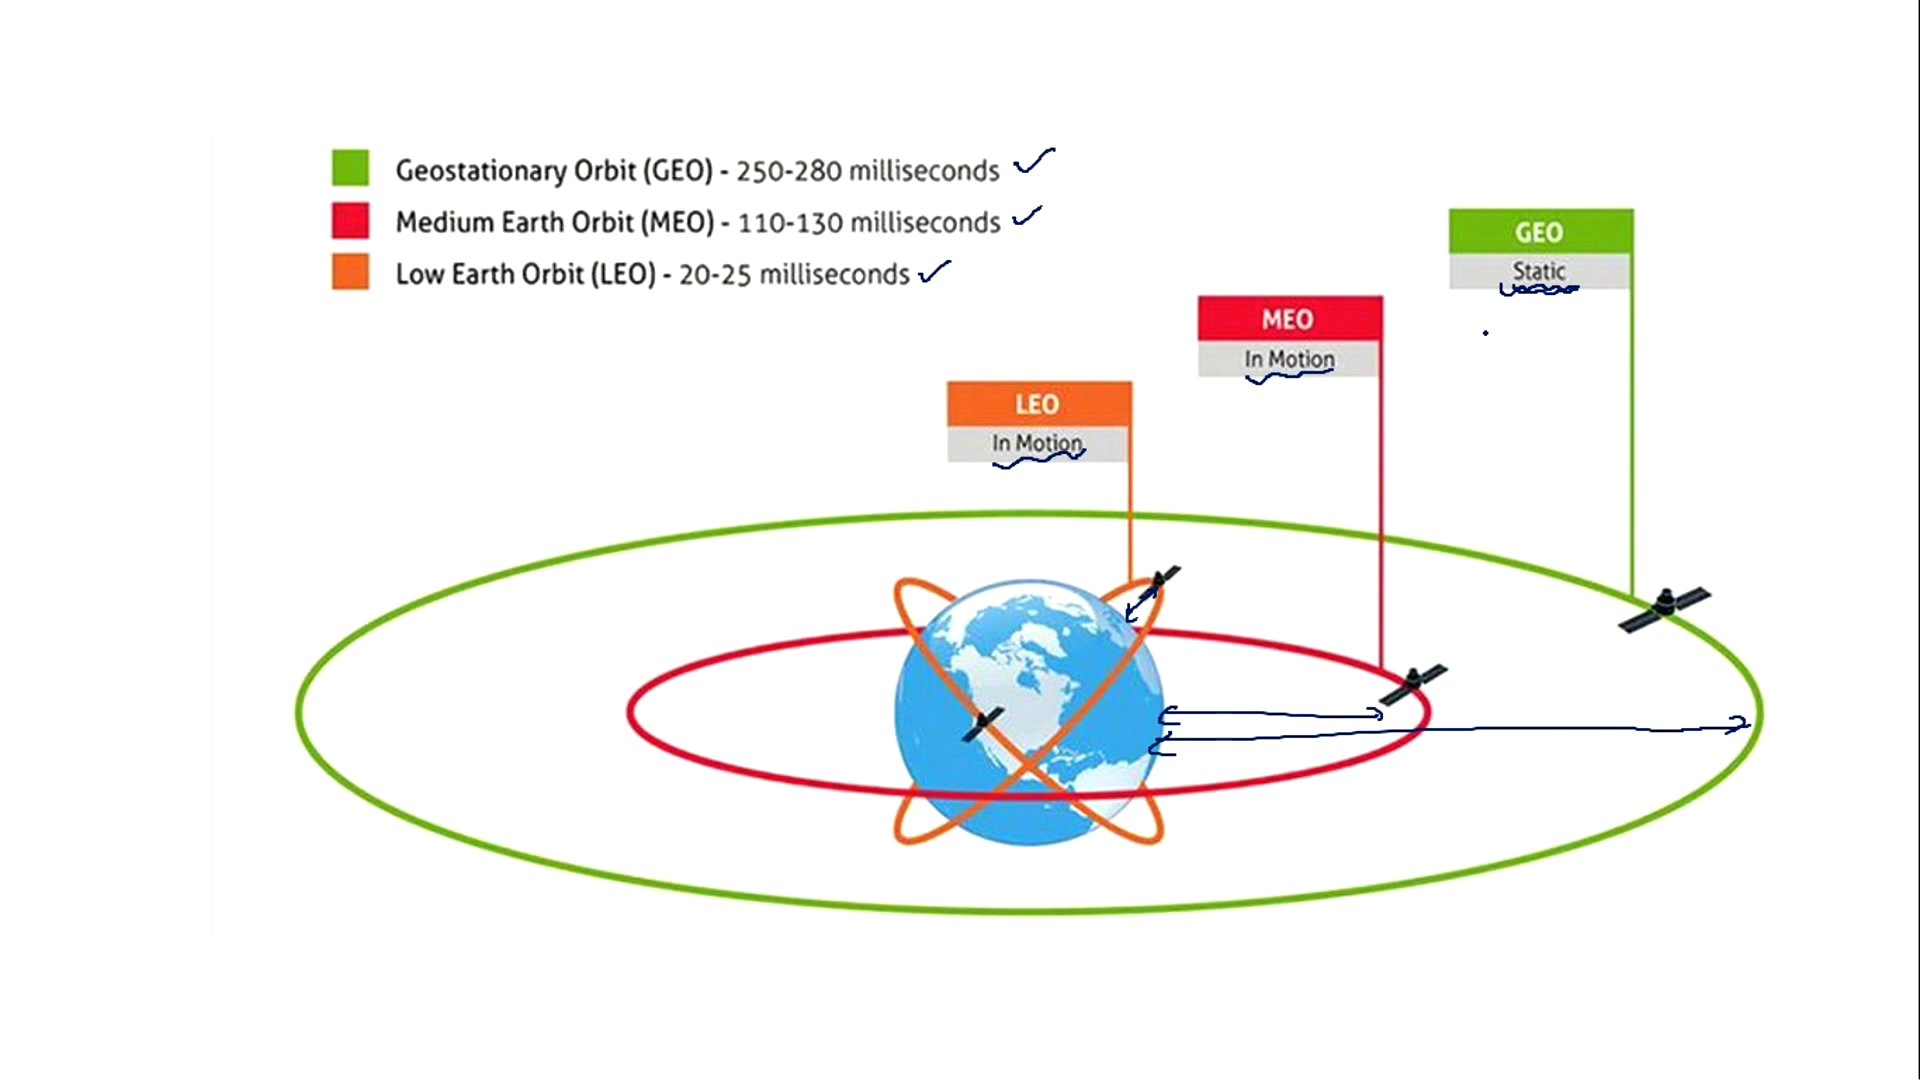 Geostationary Orbit (GEO) - 250-280 milliseconds
Medium Earth Orbit (MEO) - 110-130 milliseconds
Low Earth Orbit (LEO) - 20-25 milliseconds
GEO
Static
MEO
In Motion
LEO
In Motion